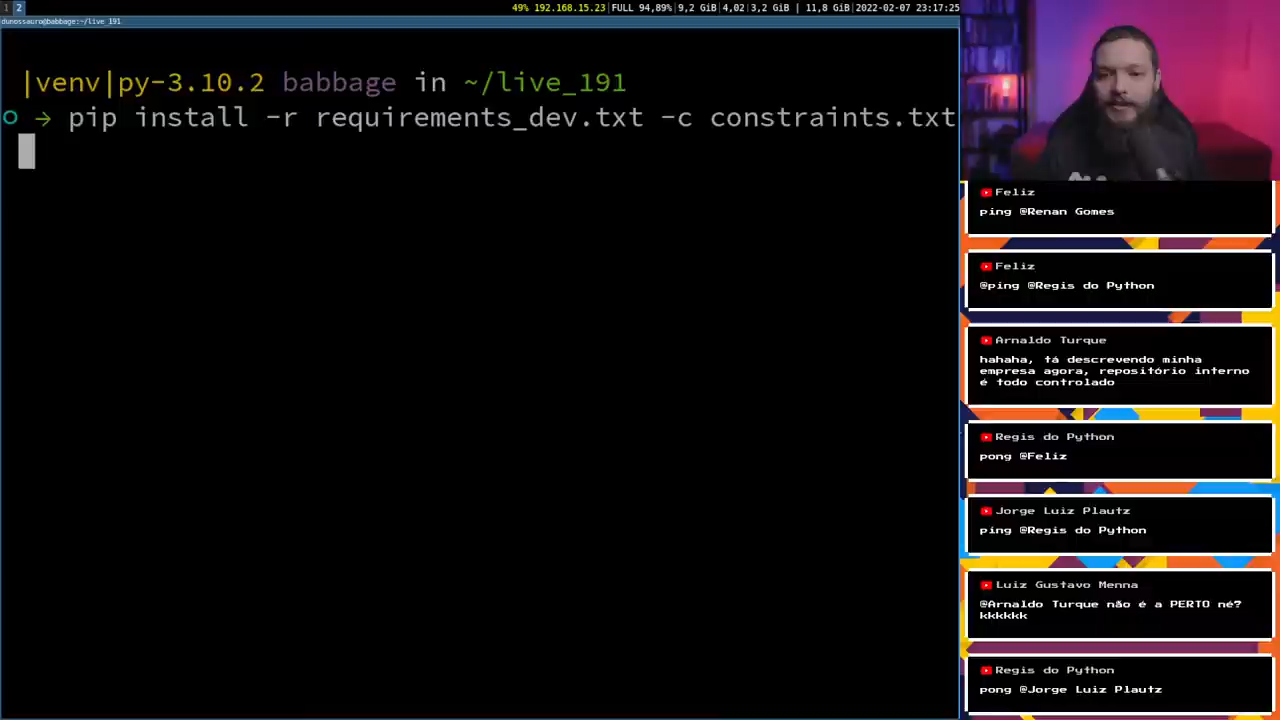 1 2
49% 192.168.15.23| FULL 94,89%| 9,2 GiB | 4,02| 3,2 GiB | 11,8 GiB | 2022-02-07 23:17:25
dunossauro@babbage:~/live_191
|venv|py-3.10.2 babbage in ~/live_191
→ pip install -r requirements_dev.txt -c constraints.txt
Feliz
ping @Renan Gomes
Feliz
@ping @Regis do Python
Arnaldo Turque
hahaha, tá descrevendo minha
empresa agora, repositório interno
é todo controlado
Regis do Python
pong @Feliz
Jorge Luiz Plautz
ping @Regis do Python
Luiz Gustavo Menna
@Arnaldo Turque não é a PERTO né?
kkkkkk
Regis do Python
pong @Jorge Luiz Plautz